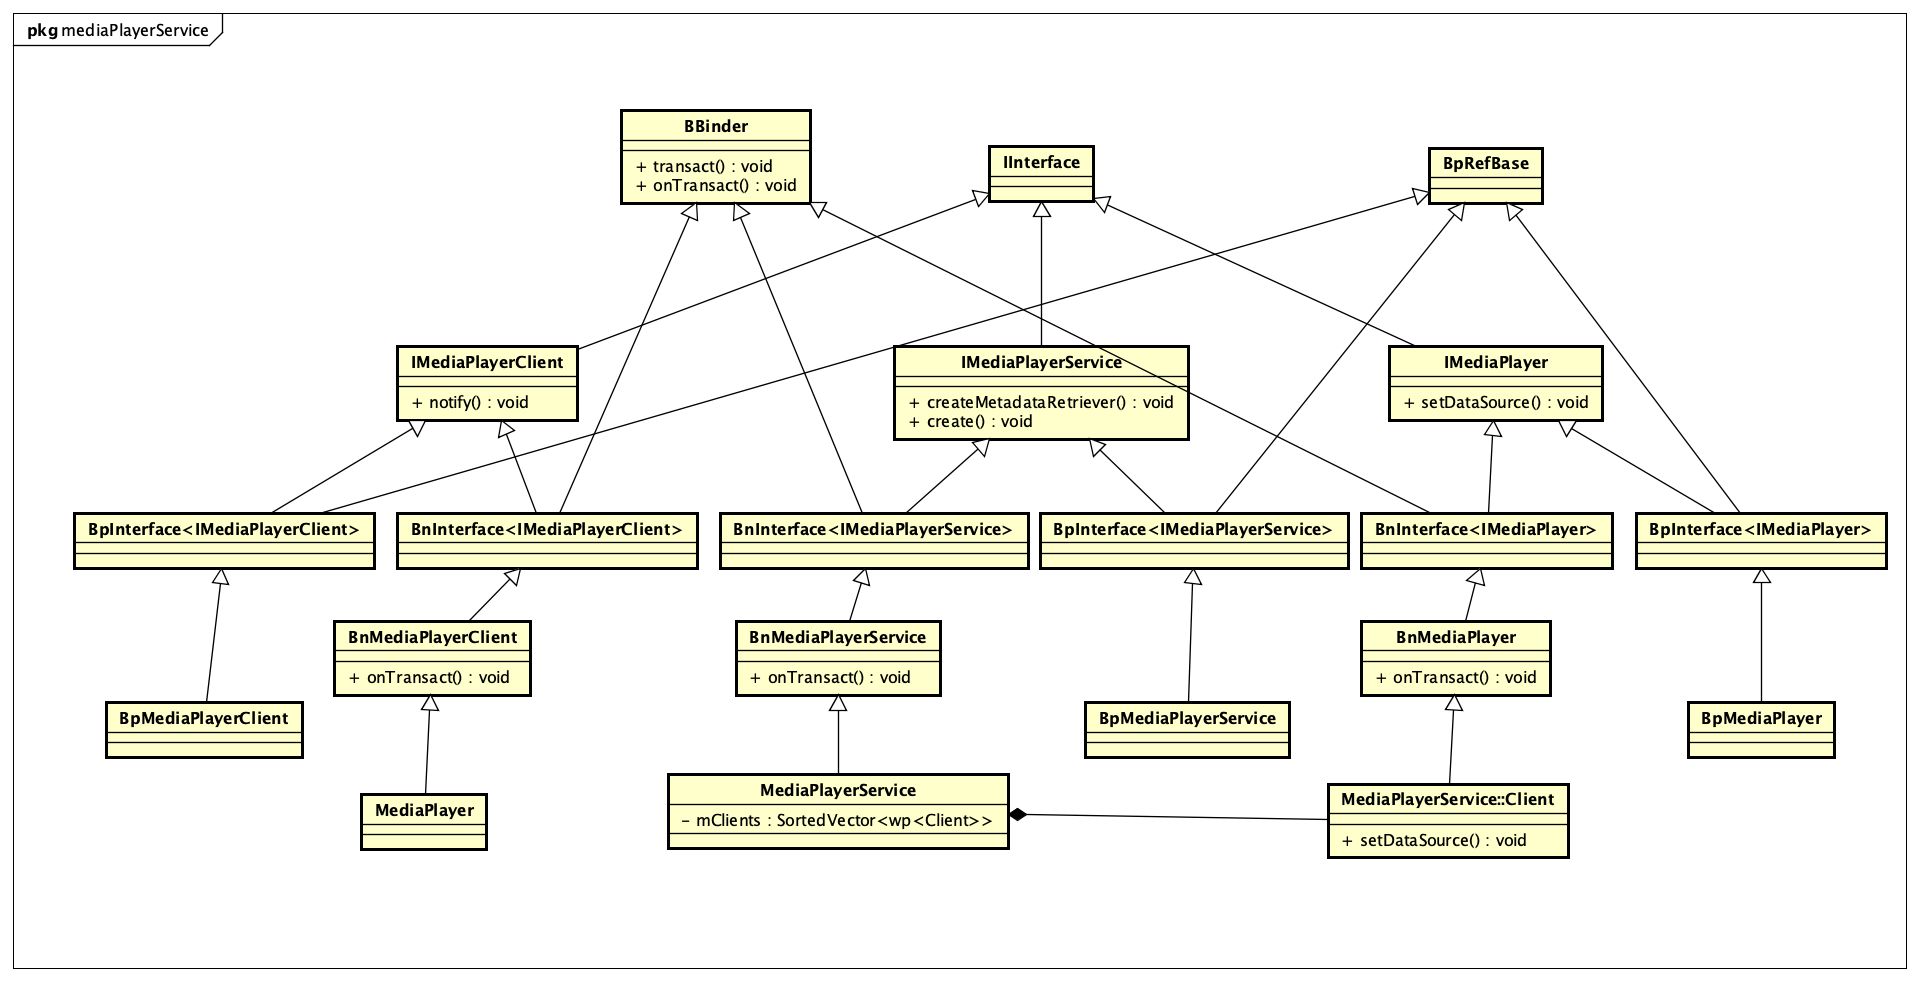 pkg mediaPlayerService
BBinder
+ transact() : void
+ onTransact() : void
IInterface
BpRefBase
IMediaPlayerClient
+ notify() : void
IMediaPlayerService
+ createMetadataRetriever() : void
+ create() : void
IMediaPlayer
+ setDataSource() : void
BpInterface<IMediaPlayerClient>
BnInterface<IMediaPlayerClient>
BnInterface<IMediaPlayerService>
BpInterface<IMediaPlayerService>
BnInterface<IMediaPlayer>
BpInterface<IMediaPlayer>
BnMediaPlayerClient
+ onTransact() : void
BnMediaPlayerService
+ onTransact() : void
BnMediaPlayer
+ onTransact() : void
BpMediaPlayerClient
BpMediaPlayerService
BpMediaPlayer
MediaPlayer
MediaPlayerService
- mClients : SortedVector<wp<Client>>
MediaPlayerService::Client
+ setDataSource() : void